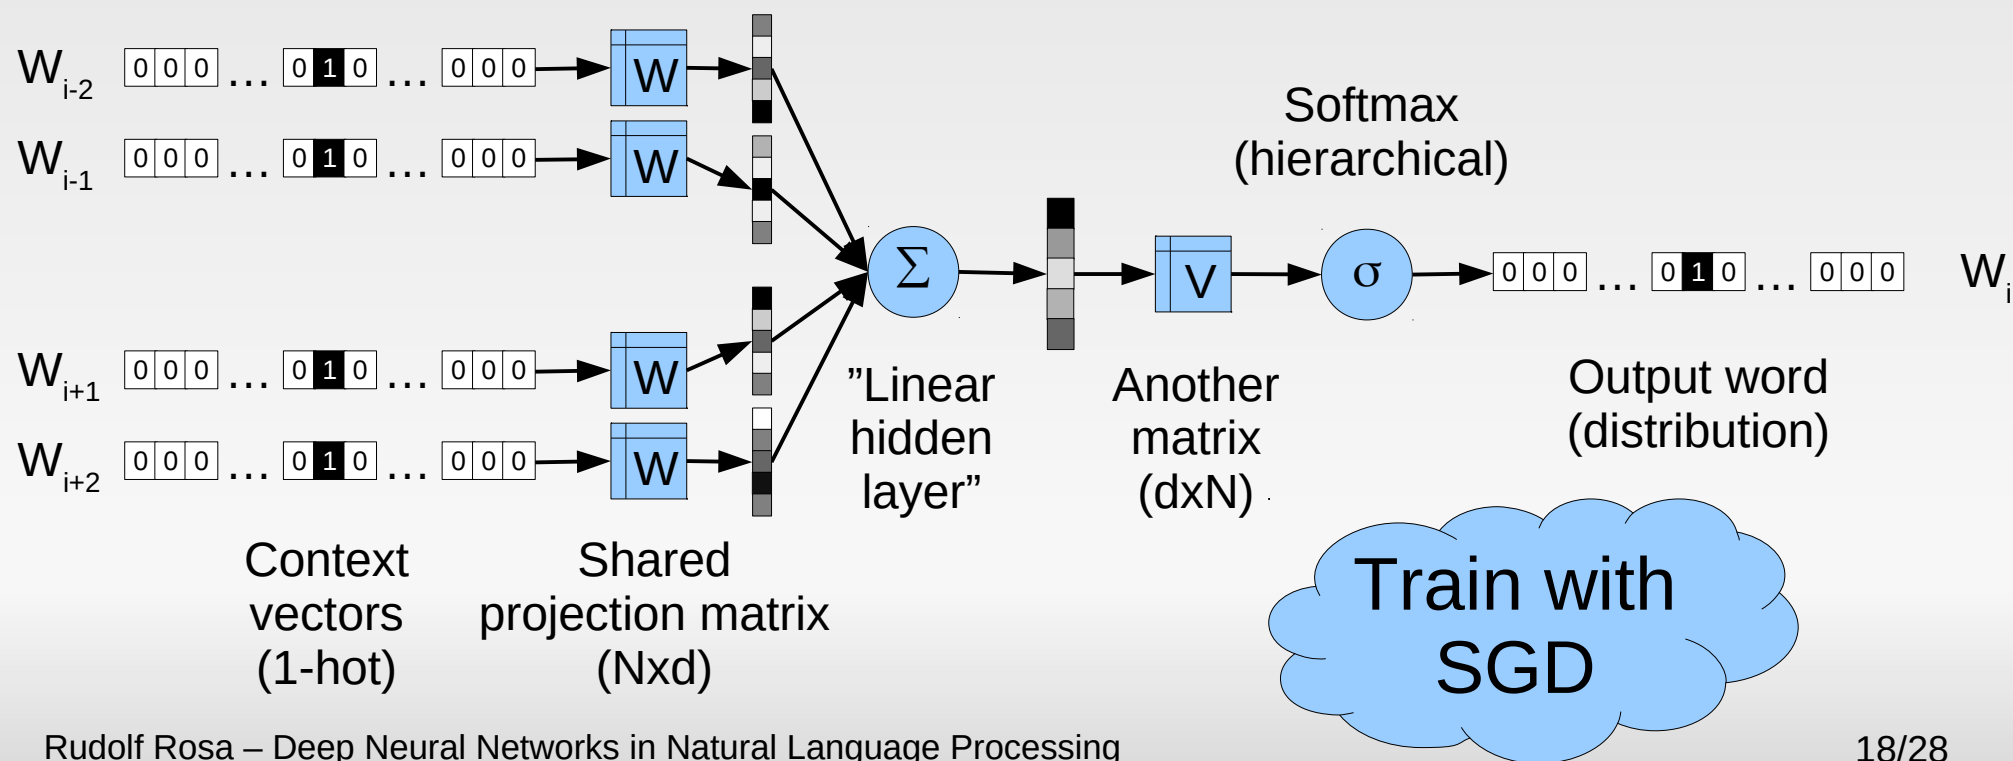 W i-2 0 0 0 ... 0 1 0 ... 0 0 0 W
W i-1 0 0 0 ... 0 1 0 ... 0 0 0 W
Softmax
(hierarchical)
Σ V σ 0 0 0 ... 0 1 0 ... 0 0 0 W i
W i+1 0 0 0 ... 0 1 0 ... 0 0 0 W
W i+2 0 0 0 ... 0 1 0 ... 0 0 0 W
”Linear
hidden
layer”
Another
matrix
(dxN)
Output word
(distribution)
Context
vectors
(1-hot)
Shared
projection matrix
(Nxd)
Train with
SGD
Rudolf Rosa – Deep Neural Networks in Natural Language Processing
18/28